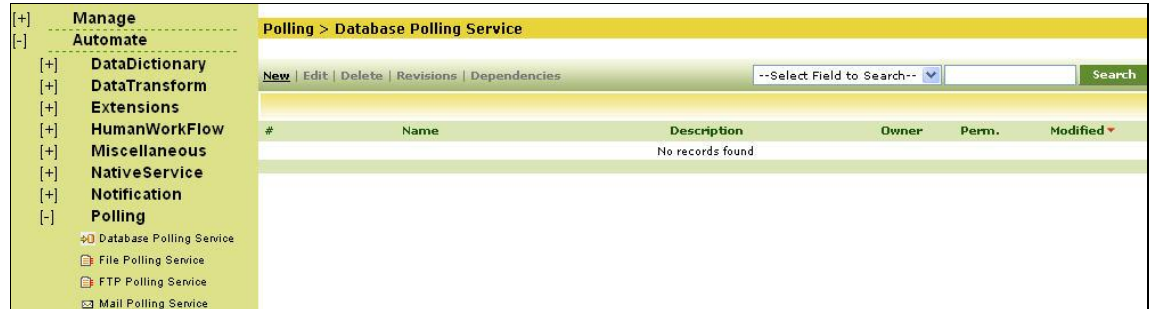 [+] Manage
[-] Automate
[+] DataDictionary
[+] DataTransform
[+] Extensions
[+] HumanWorkFlow
[+] Miscellaneous
[+] NativeService
[+] Notification
[-] Polling
Database Polling Service
File Polling Service
FTP Polling Service
Mail Polling Service
Polling > Database Polling Service
New | Edit | Delete | Revisions | Dependencies --Select Field to Search-- Search
# Name Description Owner Perm. Modified
No records found